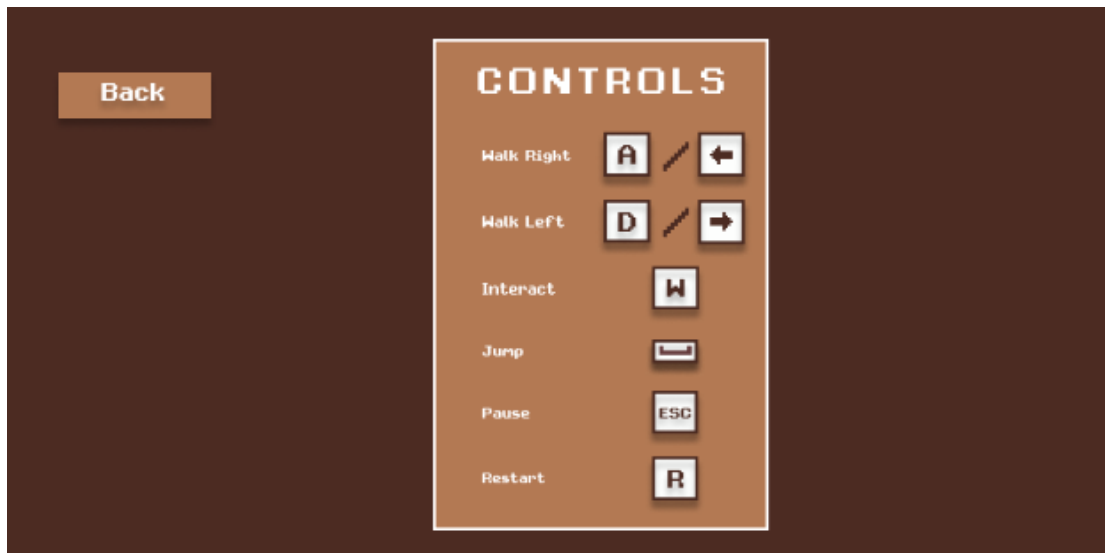 Back
CONTROLS
Walk Right A / ←
Walk Left D / →
Interact W
Jump
Pause ESC
Restart R